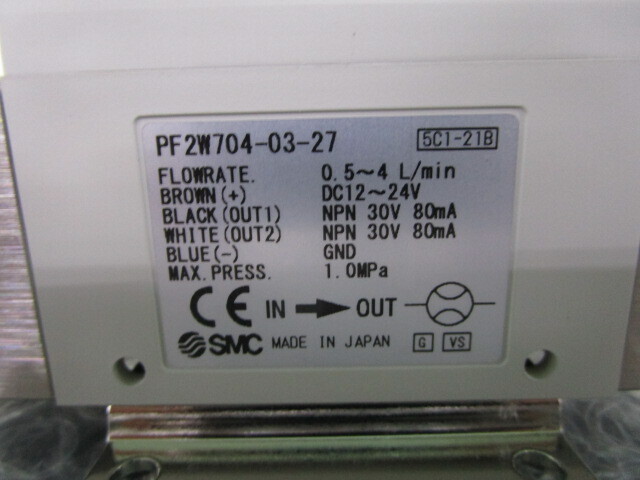 PF2W704-03-27 5C1-21B
FLOWRATE. 0.5~4 L/min
BROWN(+) DC12~24V
BLACK(OUT1) NPN 30V 80mA
WHITE(OUT2) NPN 30V 80mA
BLUE(-) GND
MAX.PRESS. 1.0MPa
CE IN OUT
SMC MADE IN JAPAN G VS